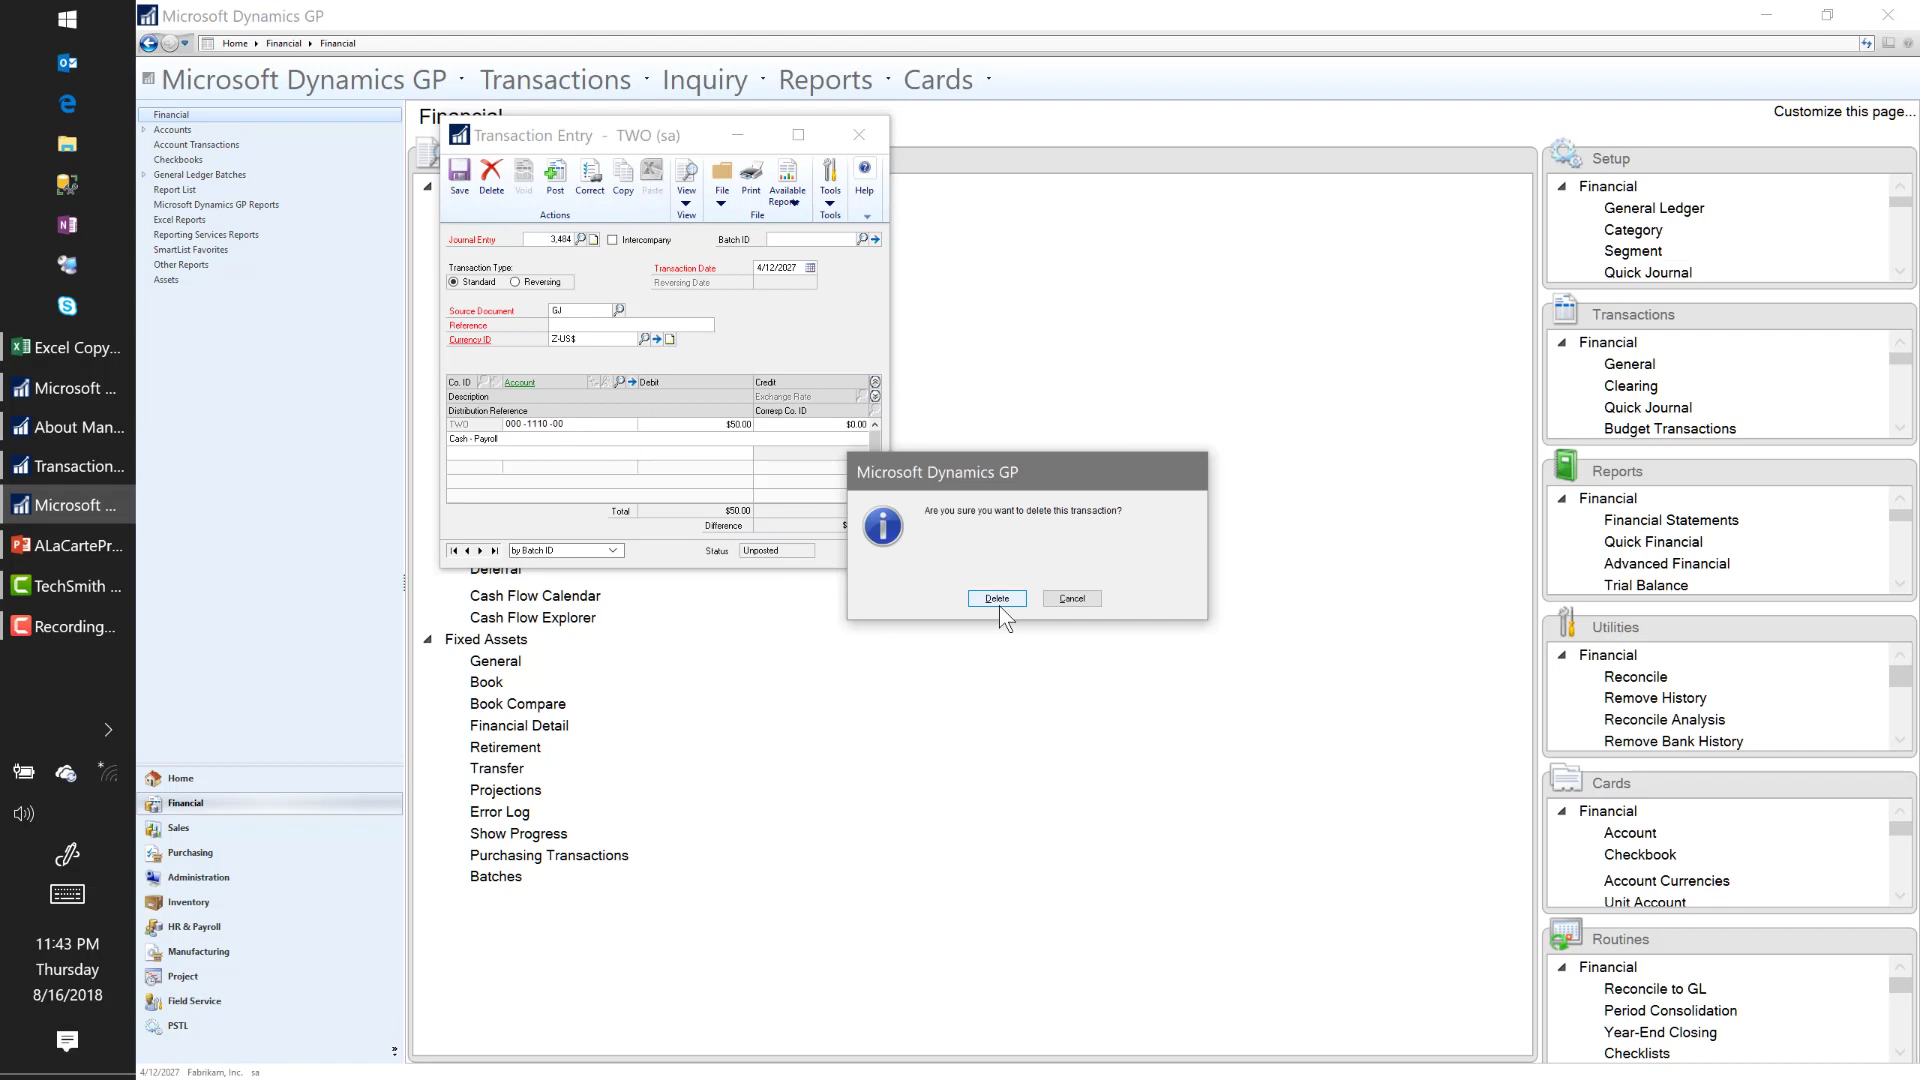 Microsoft Dynamics GP
Home Financial Financial
Microsoft Dynamics GP Transactions Inquiry Reports Cards
Excel Copy...
Microsoft ...
About Man...
Transaction...
Microsoft ...
ALaCartePr...
TechSmith ...
Recording...
11:43 PM
Thursday
8/16/2018
Financial
Accounts
Account Transactions
Checkbooks
General Ledger Batches
Report List
Microsoft Dynamics GP Reports
Excel Reports
Reporting Services Reports
SmartList Favorites
Other Reports
Assets
Home
Financial
Sales
Purchasing
Administration
Inventory
HR & Payroll
Manufacturing
Project
Field Service
PSTL
4/12/2027 Fabrikam, Inc. sa
Financial
Customize this page...
Transaction Entry - TWO (sa)
Save Delete Void Post Correct Copy Paste View File Print Available Reports Tools Help
Actions View File Tools
Journal Entry 3,484 Intercompany Batch ID
Transaction Type: Transaction Date 4/12/2027
Standard Reversing Reversing Date
Source Document GJ
Reference
Currency ID Z-US$
Co. ID Account Debit Credit
Description Exchange Rate
Distribution Reference Corresp Co. ID
TWO 000 -1110 -00 $50.00 $0.00
Cash - Payroll
Total $50.00
Difference
by Batch ID Status Unposted
Microsoft Dynamics GP
Are you sure you want to delete this transaction?
Delete Cancel
Deferral
Cash Flow Calendar
Cash Flow Explorer
Fixed Assets
General
Book
Book Compare
Financial Detail
Retirement
Transfer
Projections
Error Log
Show Progress
Purchasing Transactions
Batches
Setup
Financial
General Ledger
Category
Segment
Quick Journal
Transactions
Financial
General
Clearing
Quick Journal
Budget Transactions
Reports
Financial
Financial Statements
Quick Financial
Advanced Financial
Trial Balance
Utilities
Financial
Reconcile
Remove History
Reconcile Analysis
Remove Bank History
Cards
Financial
Account
Checkbook
Account Currencies
Unit Account
Routines
Financial
Reconcile to GL
Period Consolidation
Year-End Closing
Checklists